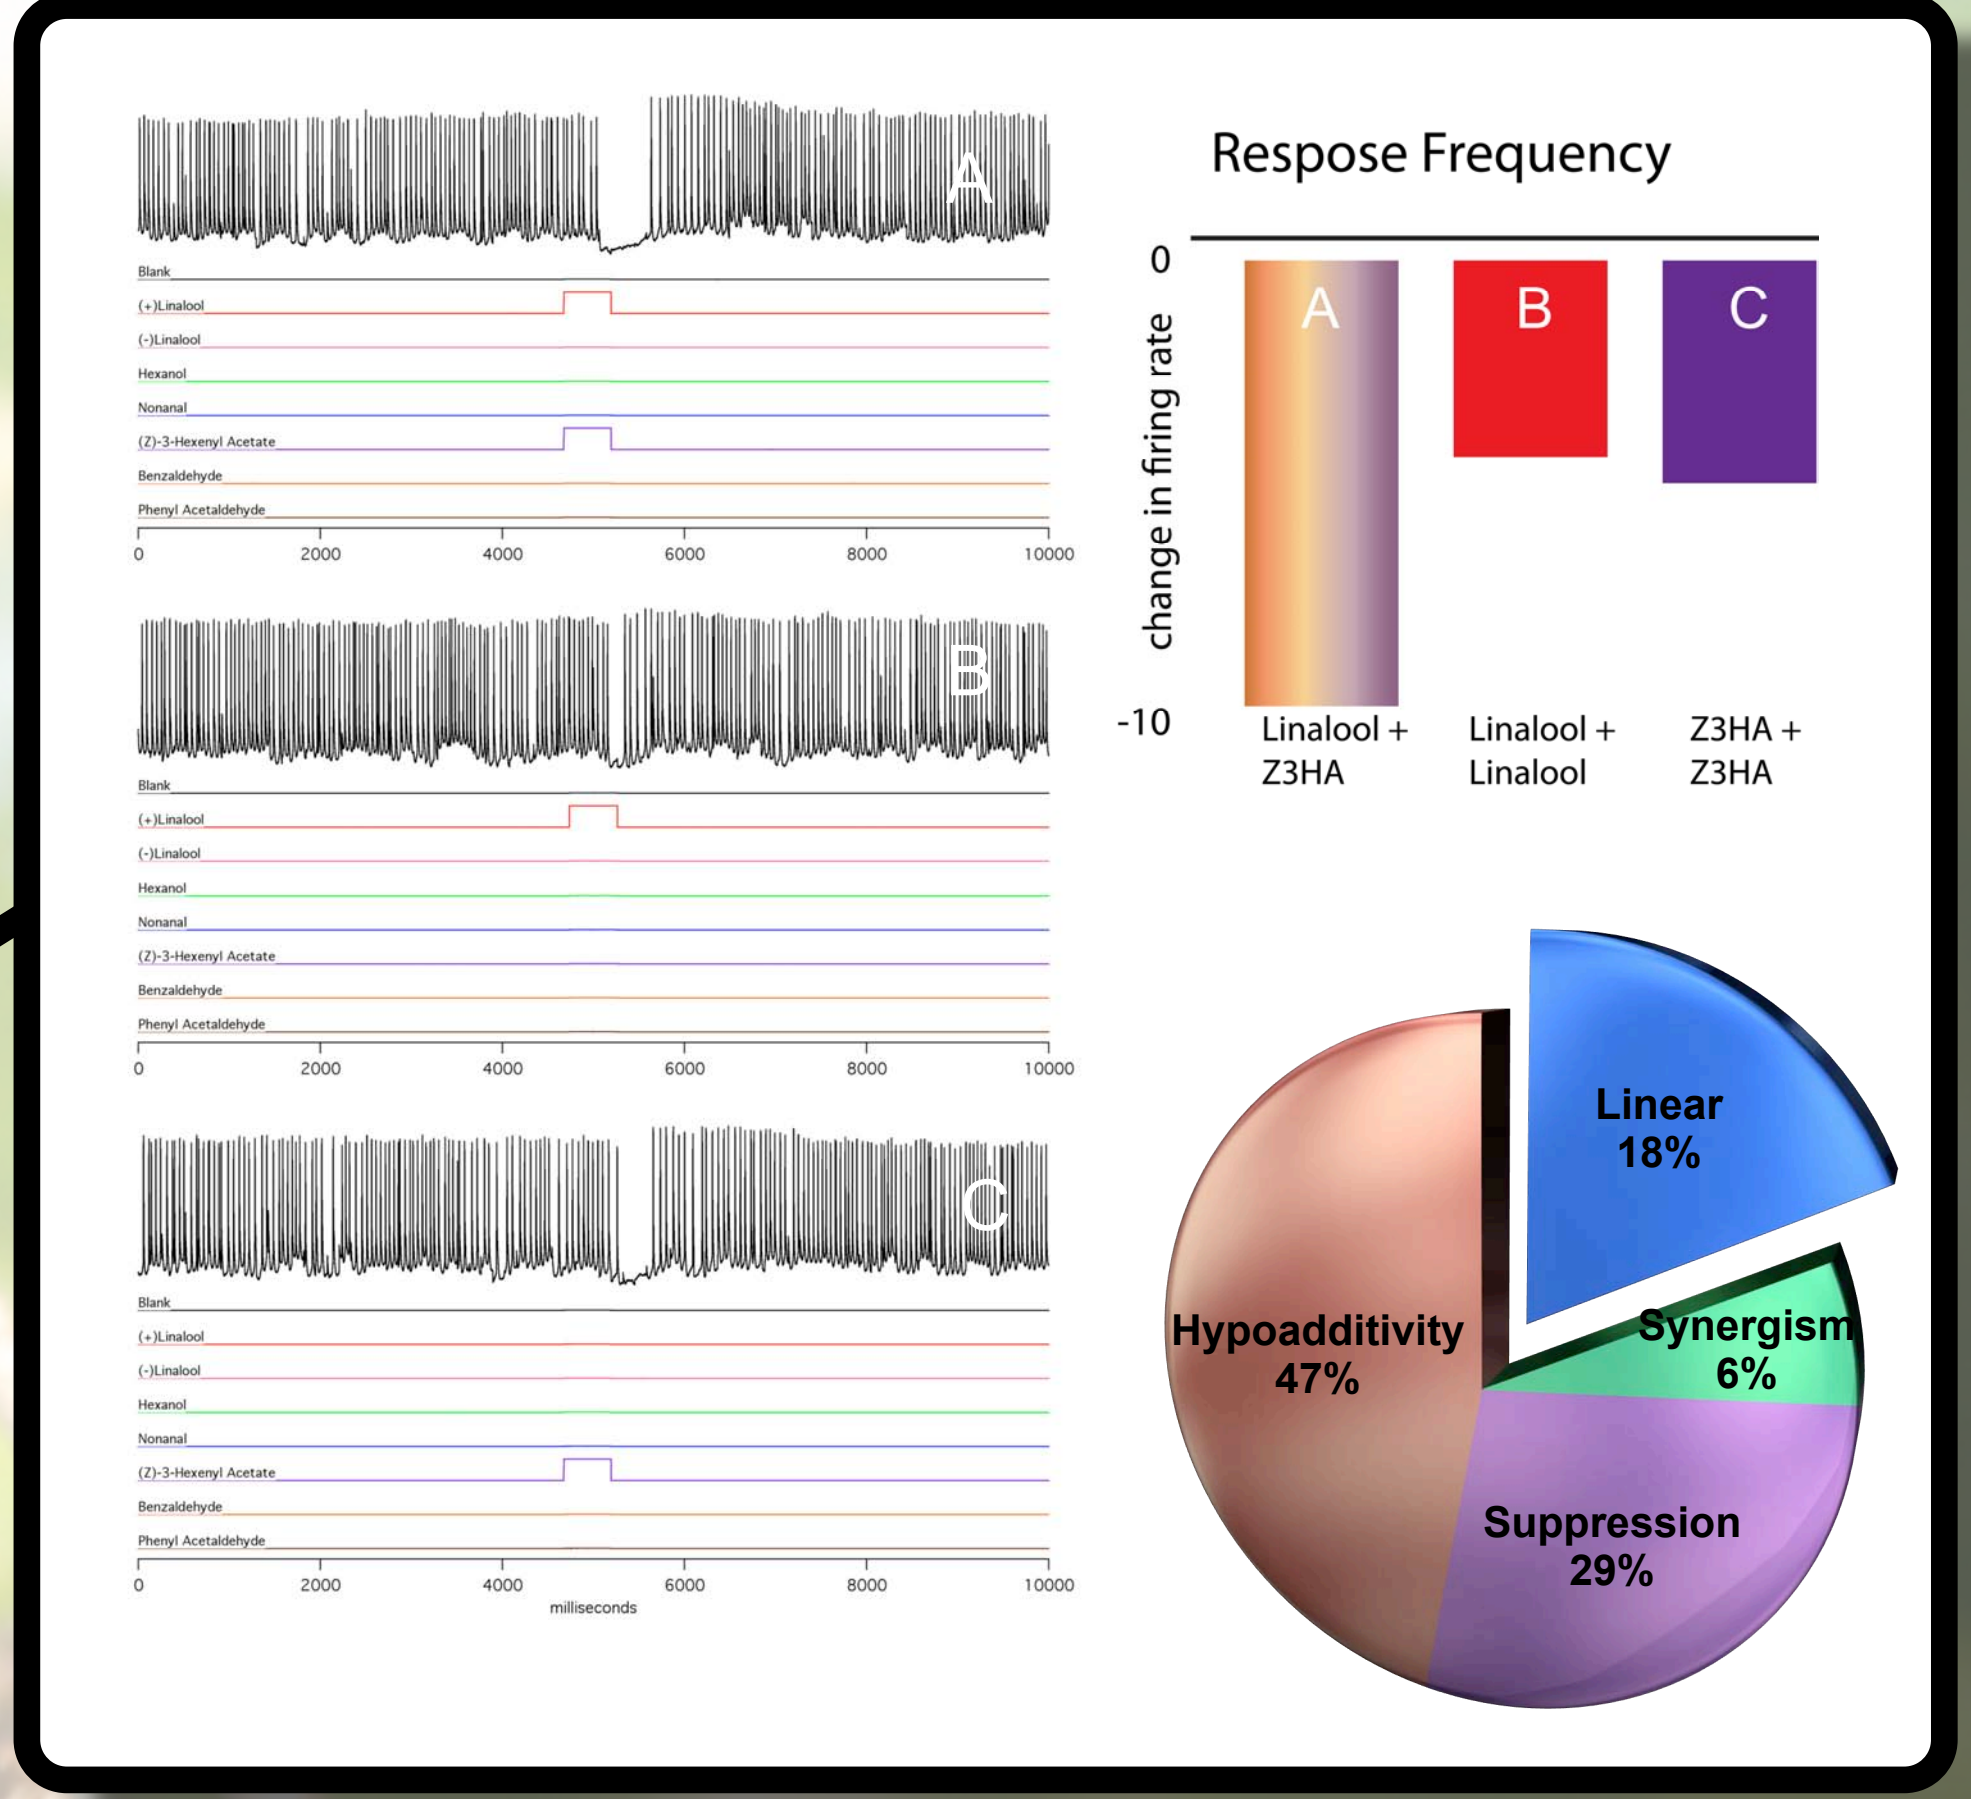 A
Blank
(+)Linalool
(-)Linalool
Hexanol
Nonanal
(Z)-3-Hexenyl Acetate
Benzaldehyde
Phenyl Acetaldehyde
0 2000 4000 6000 8000 10000
B
Blank
(+)Linalool
(-)Linalool
Hexanol
Nonanal
(Z)-3-Hexenyl Acetate
Benzaldehyde
Phenyl Acetaldehyde
0 2000 4000 6000 8000 10000
C
Blank
(+)Linalool
(-)Linalool
Hexanol
Nonanal
(Z)-3-Hexenyl Acetate
Benzaldehyde
Phenyl Acetaldehyde
0 2000 4000 6000 8000 10000
milliseconds
Respose Frequency
0
change in firing rate
-10
A
B
C
Linalool +
Z3HA
Linalool +
Linalool
Z3HA +
Z3HA
Linear
18%
Synergism
6%
Hypoadditivity
47%
Suppression
29%